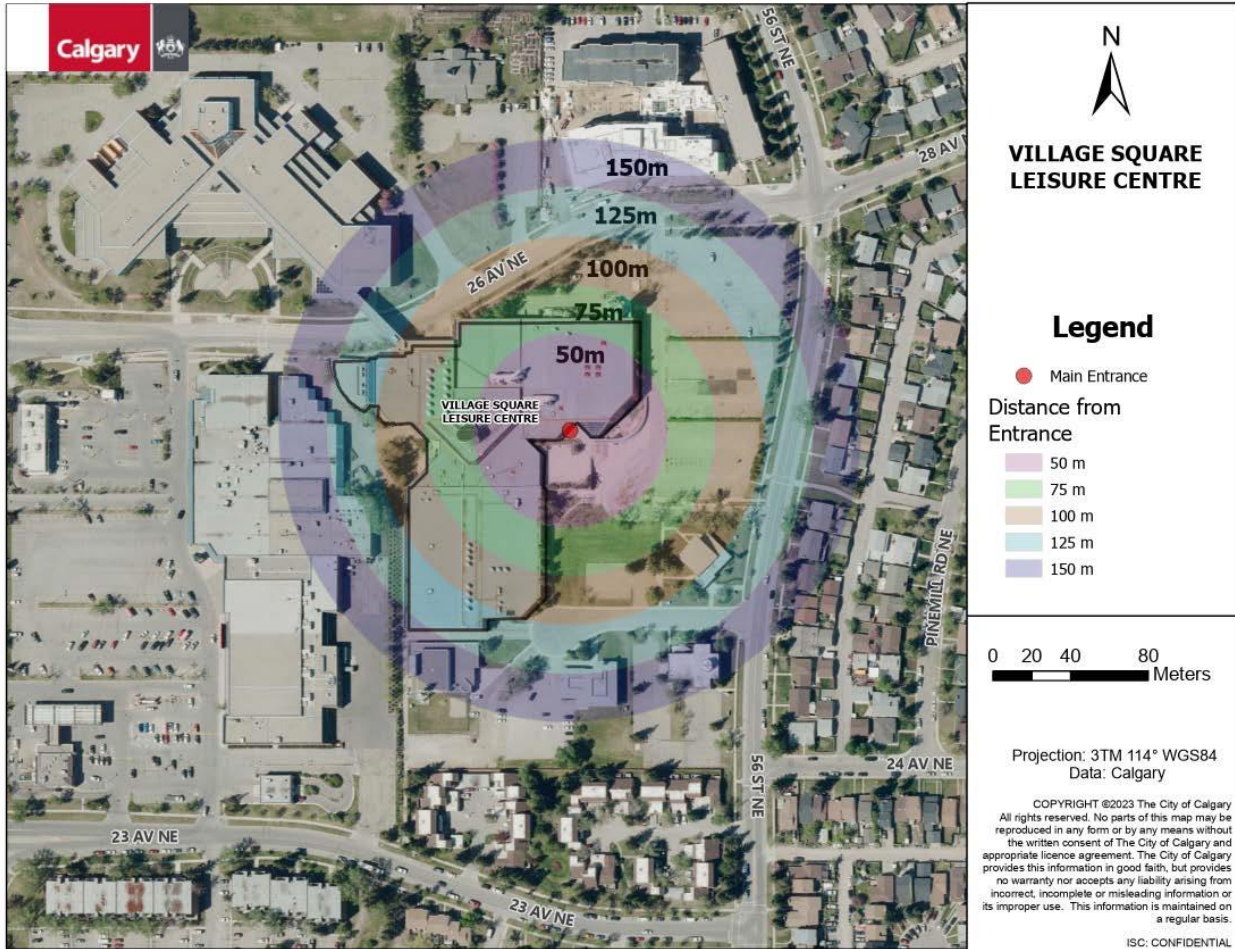 Calgary
56 ST NE
28 AV N
150m
125m
26 AV NE
100m
75m
50m
VILLAGE SQUARE
LEISURE CENTRE
PINEMILL RD NE
56 ST NE
24 AV NE
23 AV NE
23 AV NE
N
VILLAGE SQUARE
LEISURE CENTRE
Legend
Main Entrance
Distance from
Entrance
50 m
75 m
100 m
125 m
150 m
0 20 40 80
Meters
Projection: 3TM 114° WGS84
Data: Calgary
COPYRIGHT ©2023 The City of Calgary
All rights reserved. No parts of this map may be
reproduced in any form or by any means without
the written consent of The City of Calgary and
appropriate licence agreement. The City of Calgary
provides this information in good faith, but provides
no warranty nor accepts any liability arising from
incorrect, incomplete or misleading information or
its improper use. This information is maintained on
a regular basis.
ISC: CONFIDENTIAL